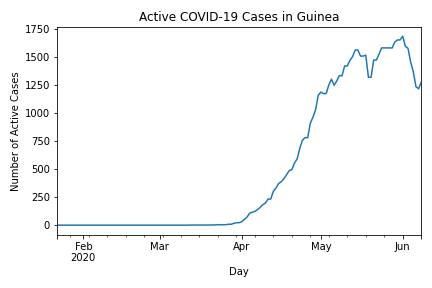 Active COVID-19 Cases in Guinea
Number of Active Cases
1750
1500
1250
1000
750
500
250
0
Feb
2020
Mar
Apr
May
Jun
Day